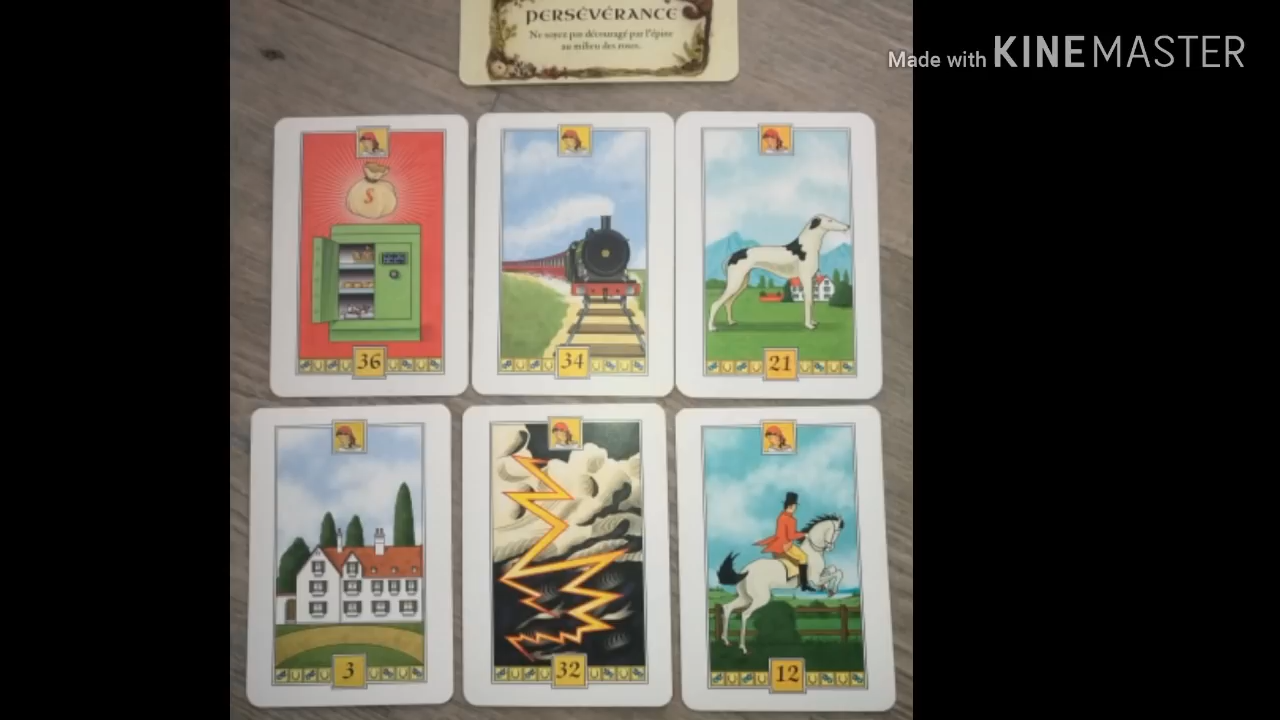 PERSÉVÉRANCE
Ne soyez pas découragé par l'épine
au milieu des roses.
Made with KINEMASTER
S
36
34
21
3
32
12